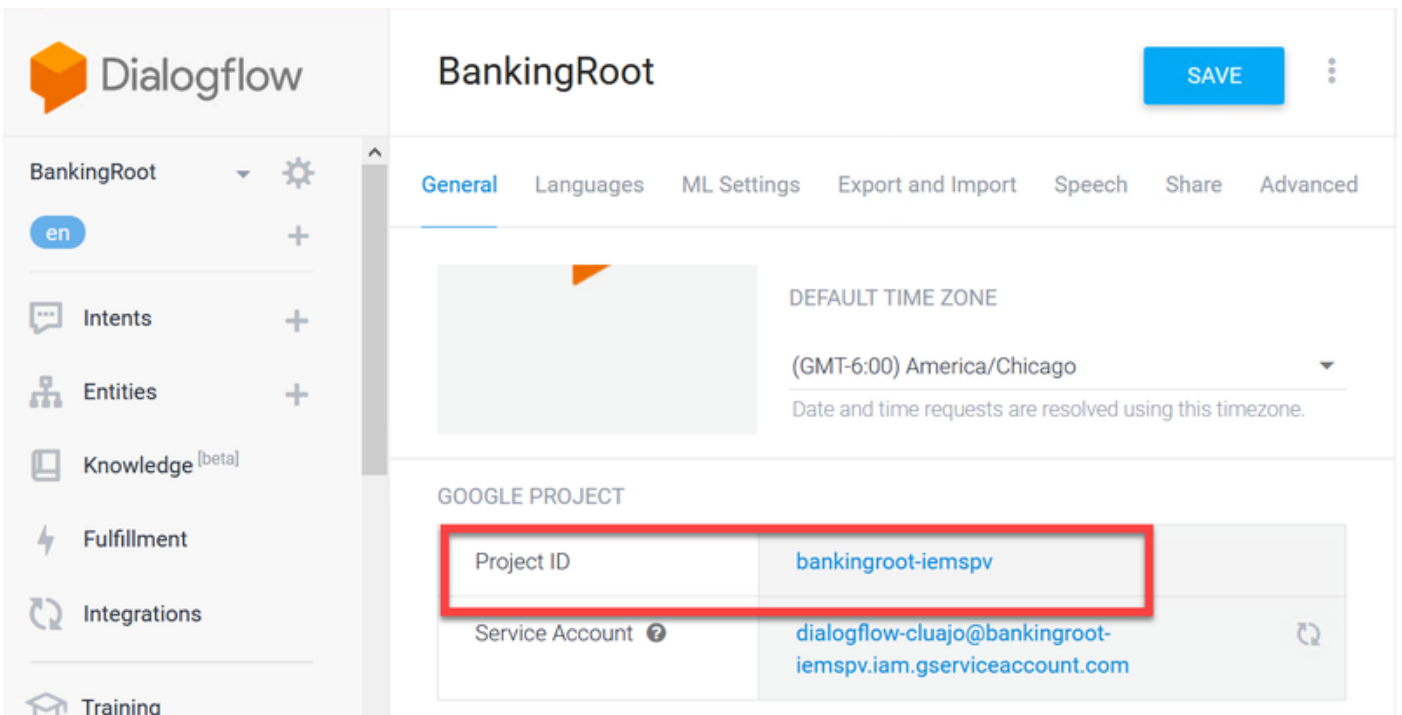 Dialogflow
BankingRoot
en
Intents
Entities
Knowledge [beta]
Fulfillment
Integrations
Training
BankingRoot
SAVE
General Languages ML Settings Export and Import Speech Share Advanced
DEFAULT TIME ZONE
(GMT-6:00) America/Chicago
Date and time requests are resolved using this timezone.
GOOGLE PROJECT
Project ID bankingroot-iemspv
Service Account dialogflow-cluajo@bankingroot-
iemspv.iam.gserviceaccount.com